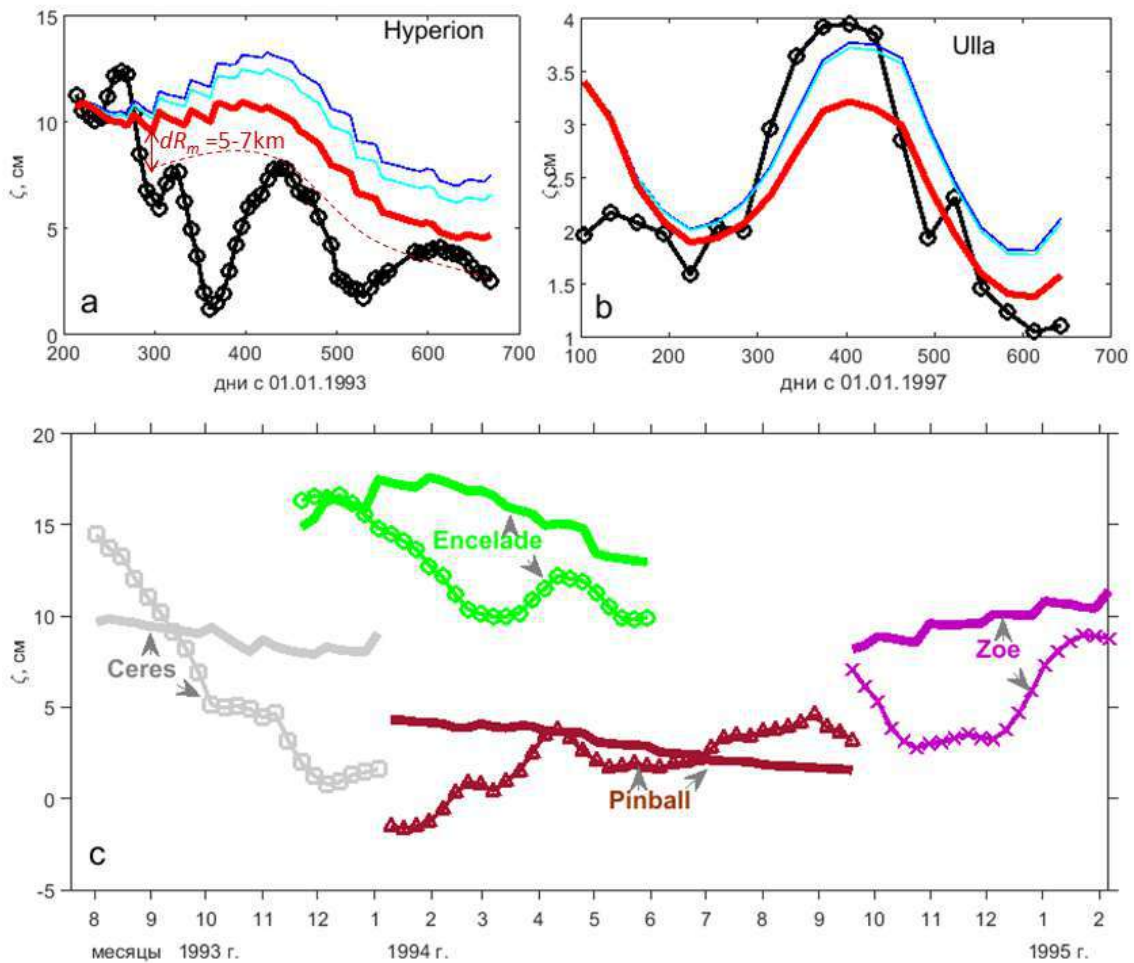 15
10
5
0
ζ, см
Hyperion
dRₘ =5-7km
a
200 300 400 500 600 700
дни с 01.01.1993
4
3.5
3
2.5
2
1.5
1
ζ, см
Ulla
b
100 200 300 400 500 600 700
дни с 01.01.1997
20
15
10
5
0
-5
ζ, см
Encelade
Ceres
Zoe
Pinball
c
8 9 10 11 12 1 2 3 4 5 6 7 8 9 10 11 12 1 2
месяцы 1993 г. 1994 г. 1995 г.